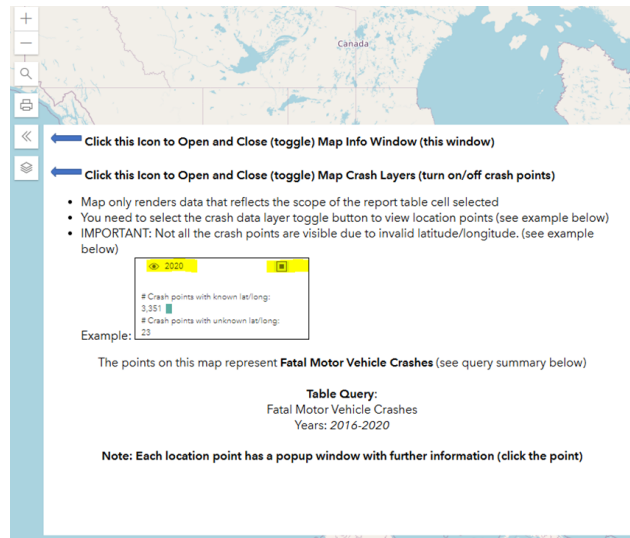 Canada
Click this Icon to Open and Close (toggle) Map Info Window (this window)
Click this Icon to Open and Close (toggle) Map Crash Layers (turn on/off crash points)
• Map only renders data that reflects the scope of the report table cell selected
• You need to select the crash data layer toggle button to view location points (see example below)
• IMPORTANT: Not all the crash points are visible due to invalid latitude/longitude. (see example
below)
2020
# Crash points with known lat/long:
3,351
# Crash points with unknown lat/long:
23
Example:
The points on this map represent Fatal Motor Vehicle Crashes (see query summary below)
Table Query:
Fatal Motor Vehicle Crashes
Years: 2016-2020
Note: Each location point has a popup window with further information (click the point)